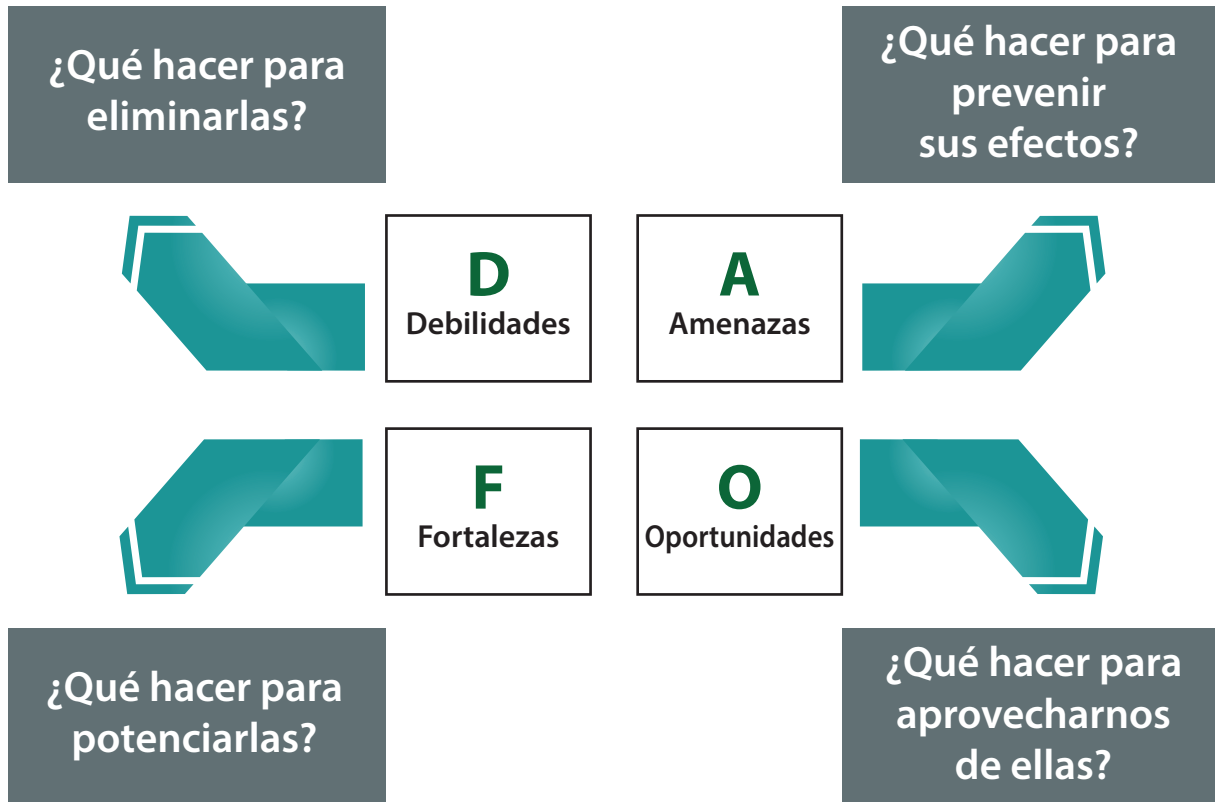 ¿Qué hacer para
eliminarlas?
¿Qué hacer para
prevenir
sus efectos?
D
Debilidades
A
Amenazas
F
Fortalezas
O
Oportunidades
¿Qué hacer para
potenciarlas?
¿Qué hacer para
aprovecharnos
de ellas?